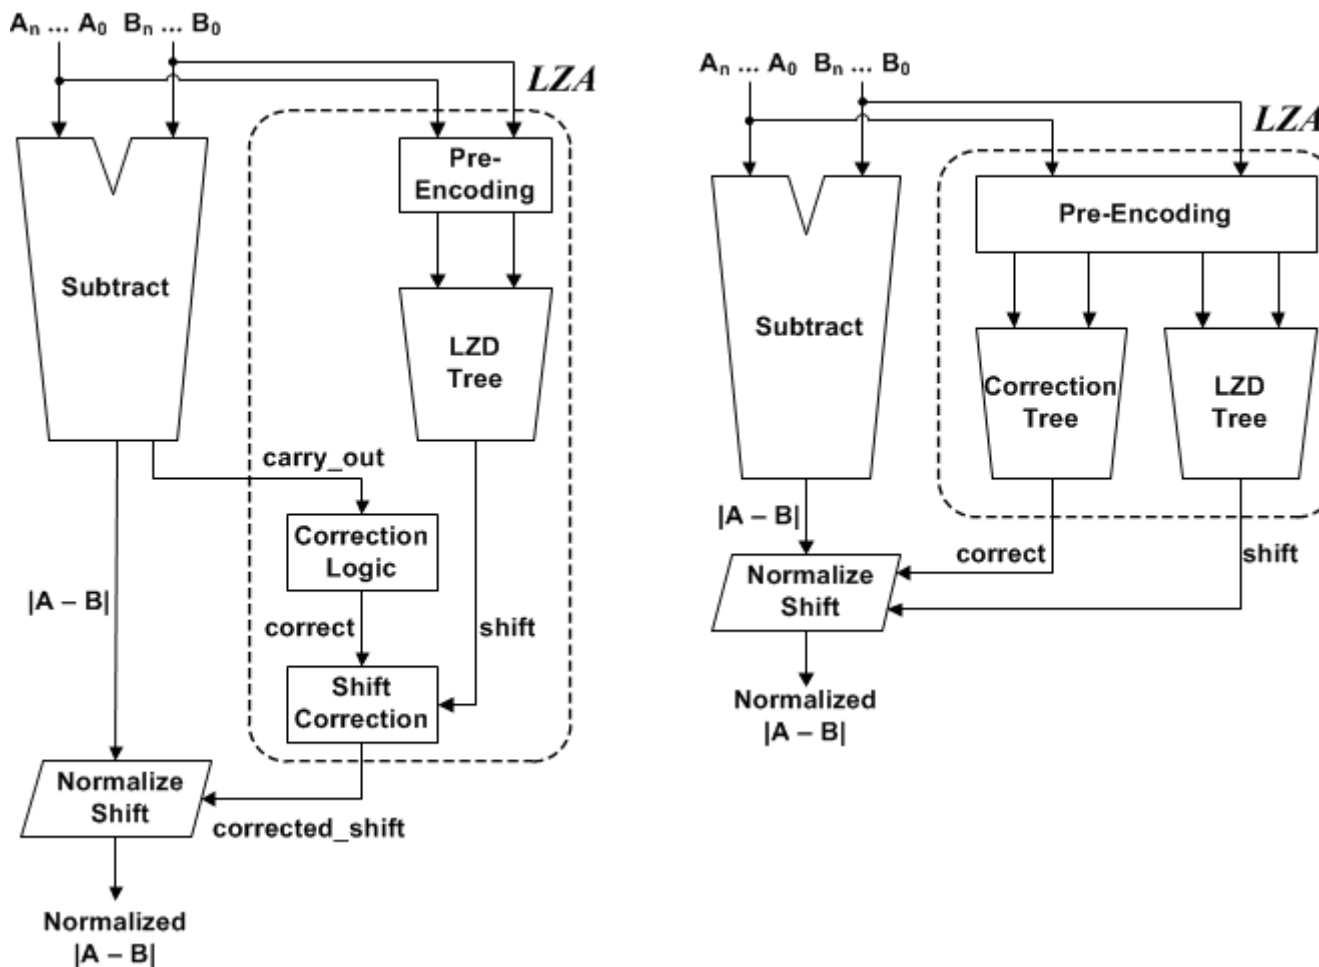 Aₙ ... A₀ Bₙ ... B₀
LZA
Pre-
Encoding
Subtract
LZD
Tree
carry_out
Correction
Logic
|A – B|
correct
shift
Shift
Correction
Normalize
Shift
corrected_shift
Normalized
|A – B|
Aₙ ... A₀ Bₙ ... B₀
LZA
Pre-Encoding
Subtract
Correction
Tree
LZD
Tree
|A – B|
correct
shift
Normalize
Shift
Normalized
|A – B|